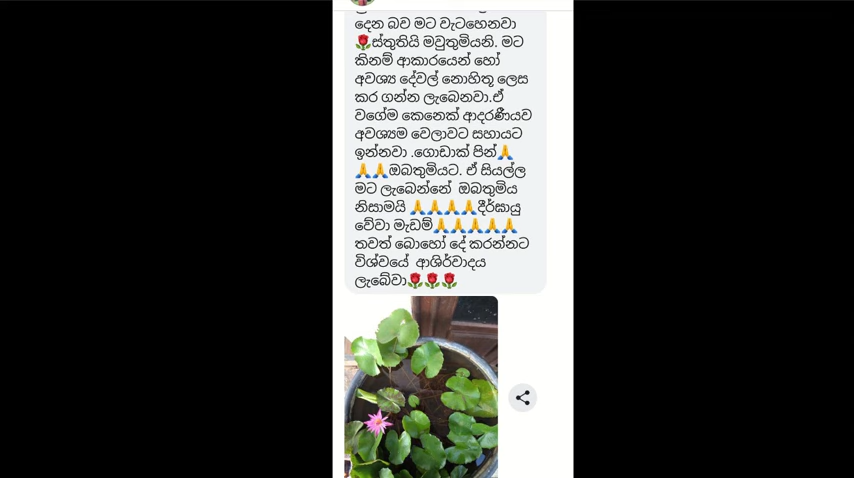 දෙන බව මට වැටහෙනවා
🌹.ස්තුතියි මවුතුමියනි. මට
කිනම් ආකාරයෙන් හෝ
අවශ්‍ය දේවල් නොහිතූ ලෙස
කර ගන්න ලැබෙනවා.ඒ
වගේම කෙනෙක් ආදරණීයව
අවශ්‍යම වෙලාවට සහායට
ඉන්නවා .ගොඩාක් පින්🙏
🙏🙏ඔබතුමියට. ඒ සියල්ල
මට ලැබෙන්නේ ඔබතුමිය
නිසාමයි 🙏🙏🙏🙏දීර්ඝායු
වේවා මැඩම්🙏🙏🙏🙏🙏
තවත් බොහෝ දේ කරන්නට
විශ්වයේ ආශිර්වාදය
ලැබේවා🌹🌹🌹